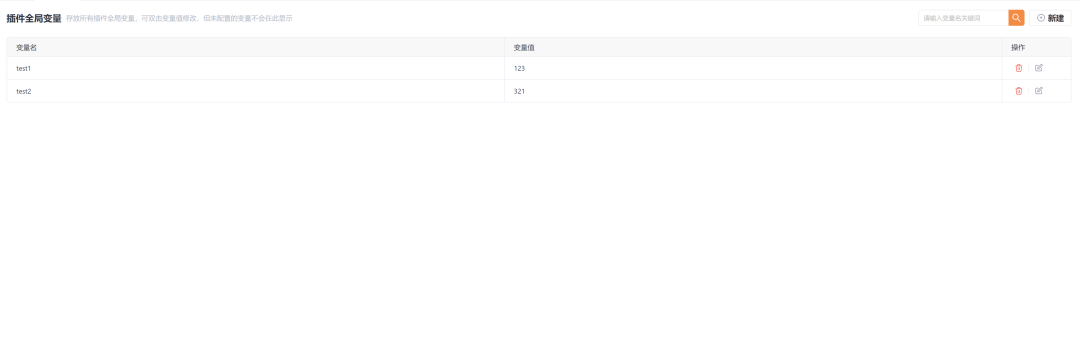 插件全局变量 存放所有插件全局变量，可双击变量值修改，但未配置的变量不会在此显示
请输入变量名关键词 新建
变量名 变量值 操作
test1 123
test2 321